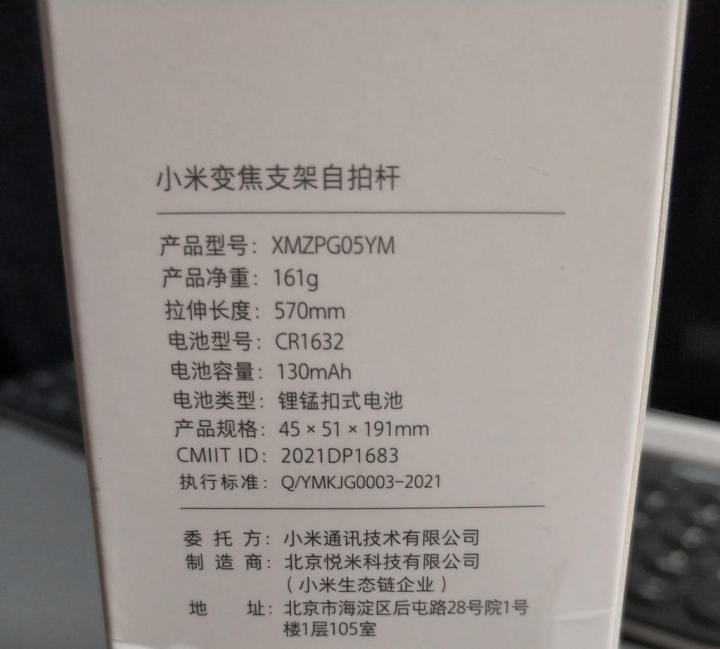 小米变焦支架自拍杆
产品型号：XMZPG05YM
产品净重：161g
拉伸长度：570mm
电池型号：CR1632
电池容量：130mAh
电池类型：锂锰扣式电池
产品规格：45×51×191mm
CMIIT ID：2021DP1683
执行标准：Q/YMKJG0003-2021
委托方：小米通讯技术有限公司
制造商：北京悦米科技有限公司
（小米生态链企业）
地址：北京市海淀区后屯路28号院1号
楼1层105室